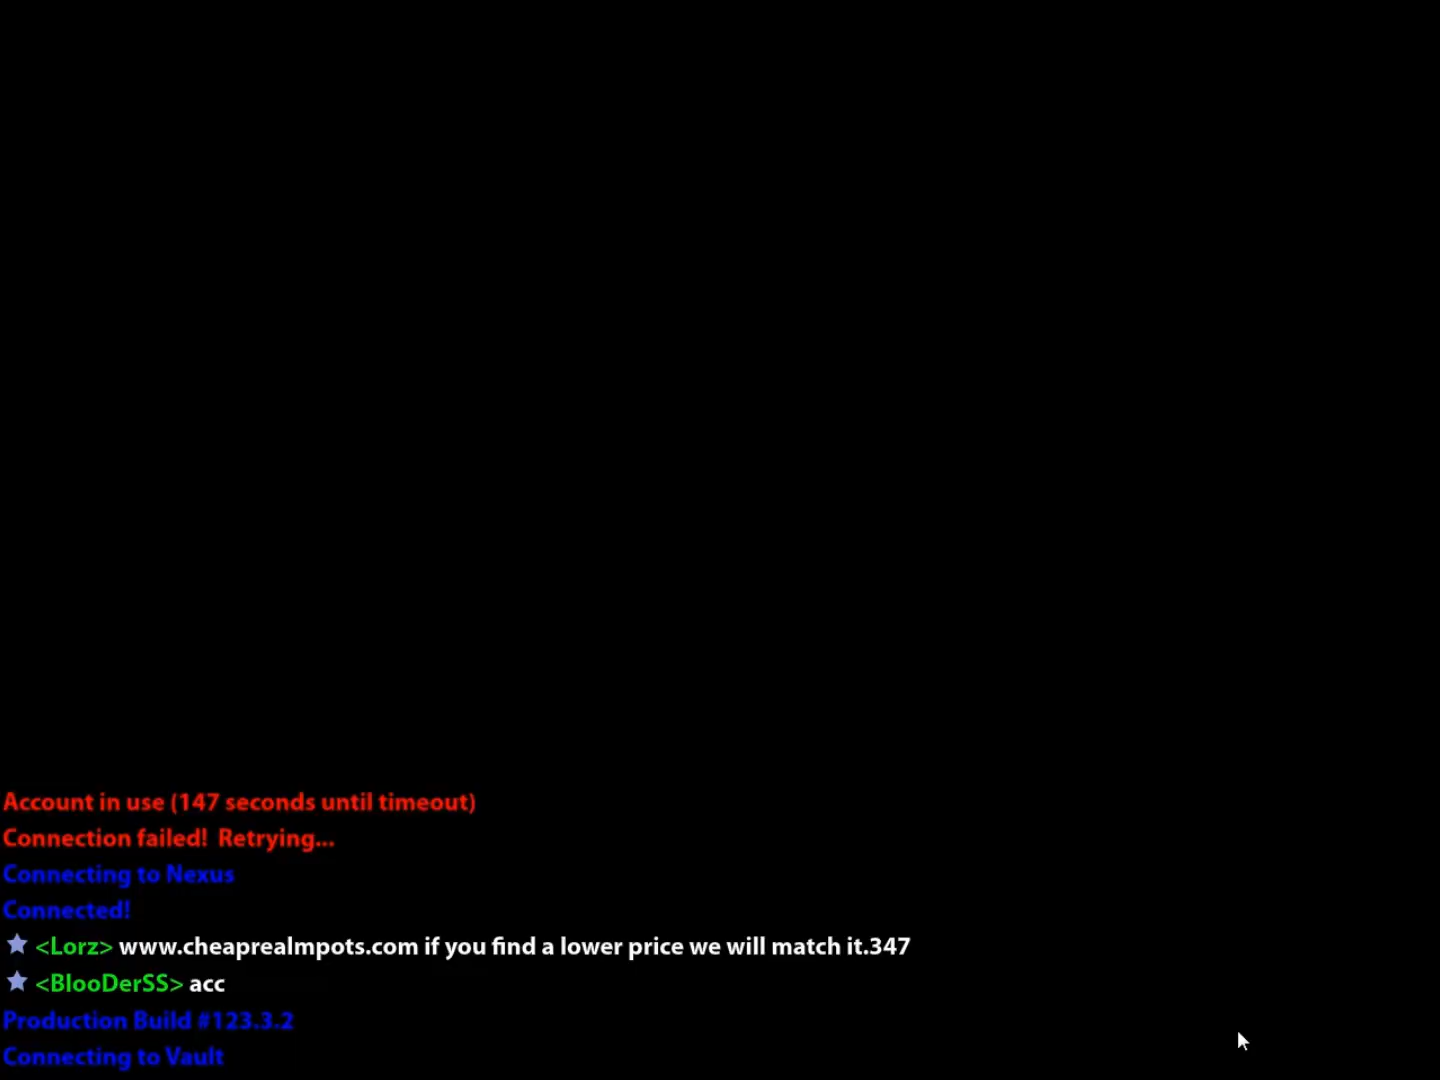 Account in use (147 seconds until timeout)
Connection failed!  Retrying...
Connecting to Nexus
Connected!
<Lorz> www.cheaprealmpots.com if you find a lower price we will match it.347
<BlooDerSS> acc
Production Build #123.3.2
Connecting to Vault